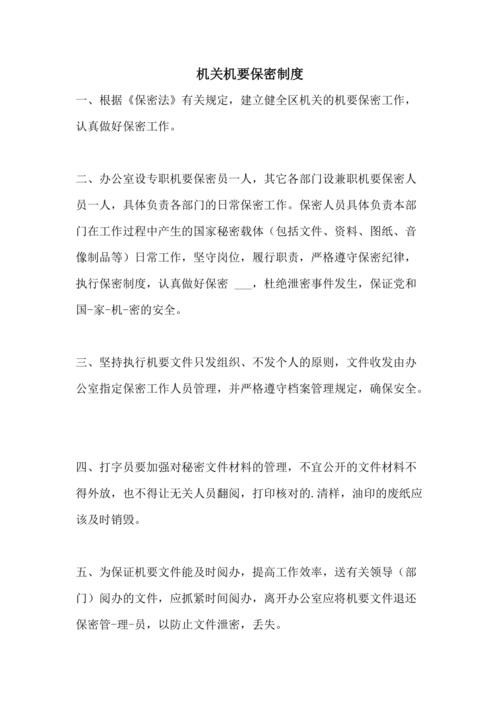 机关机要保密制度
一、根据《保密法》有关规定，建立健全区机关的机要保密工作，
认真做好保密工作。
二、办公室设专职机要保密员一人，其它各部门设兼职机要保密人
员一人，具体负责各部门的日常保密工作。保密人员具体负责本部
门在工作过程中产生的国家秘密载体（包括文件、资料、图纸、音
像制品等）日常工作，坚守岗位，履行职责，严格遵守保密纪律，
执行保密制度，认真做好保密 ___，杜绝泄密事件发生，保证党和
国-家-机-密的安全。
三、坚持执行机要文件只发组织、不发个人的原则，文件收发由办
公室指定保密工作人员管理，并严格遵守档案管理规定，确保安全。
四、打字员要加强对秘密文件材料的管理，不宜公开的文件材料不
得外放，也不得让无关人员翻阅，打印核对的.清样，油印的废纸应
该及时销毁。
五、为保证机要文件能及时阅办，提高工作效率，送有关领导（部
门）阅办的文件，应抓紧时间阅办，离开办公室应将机要文件退还
保密管-理-员，以防止文件泄密，丢失。